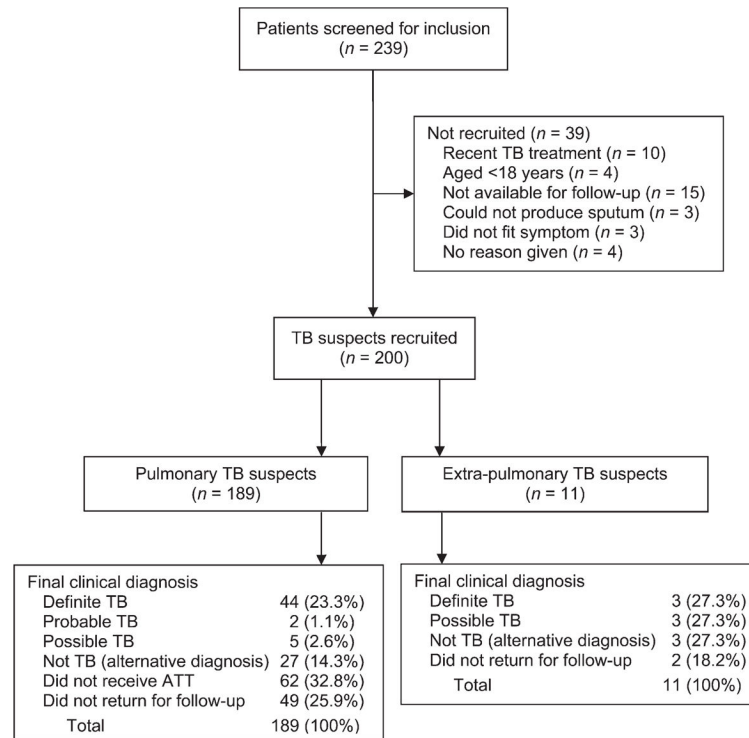 Patients screened for inclusion
(n = 239)
Not recruited (n = 39)
Recent TB treatment (n = 10)
Aged <18 years (n = 4)
Not available for follow-up (n = 15)
Could not produce sputum (n = 3)
Did not fit symptom (n = 3)
No reason given (n = 4)
TB suspects recruited
(n = 200)
Pulmonary TB suspects
(n = 189)
Extra-pulmonary TB suspects
(n = 11)
Final clinical diagnosis
Definite TB 44 (23.3%)
Probable TB 2 (1.1%)
Possible TB 5 (2.6%)
Not TB (alternative diagnosis) 27 (14.3%)
Did not receive ATT 62 (32.8%)
Did not return for follow-up 49 (25.9%)
Total 189 (100%)
Final clinical diagnosis
Definite TB 3 (27.3%)
Possible TB 3 (27.3%)
Not TB (alternative diagnosis) 3 (27.3%)
Did not return for follow-up 2 (18.2%)
Total 11 (100%)